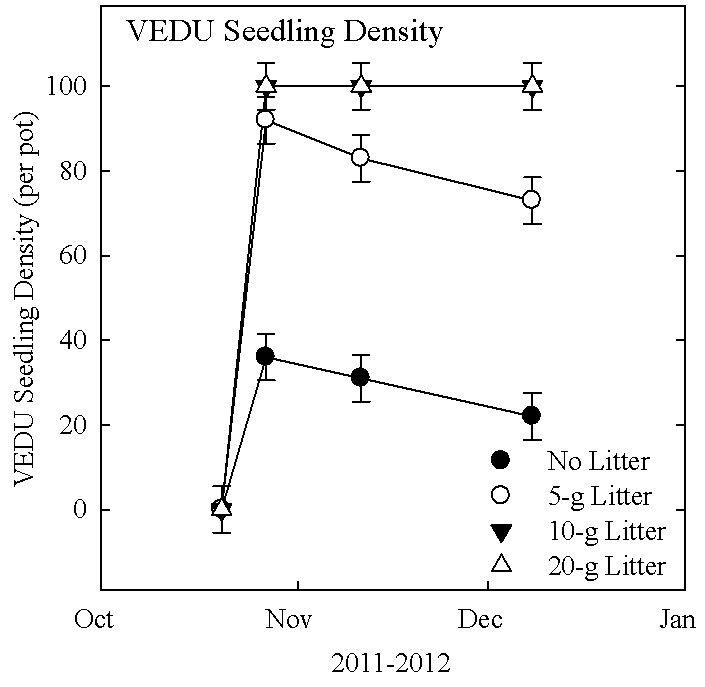 VEDU Seedling Density
VEDU Seedling Density (per pot)
100
80
60
40
20
0
No Litter
5-g Litter
10-g Litter
20-g Litter
Oct Nov Dec Jan
2011-2012